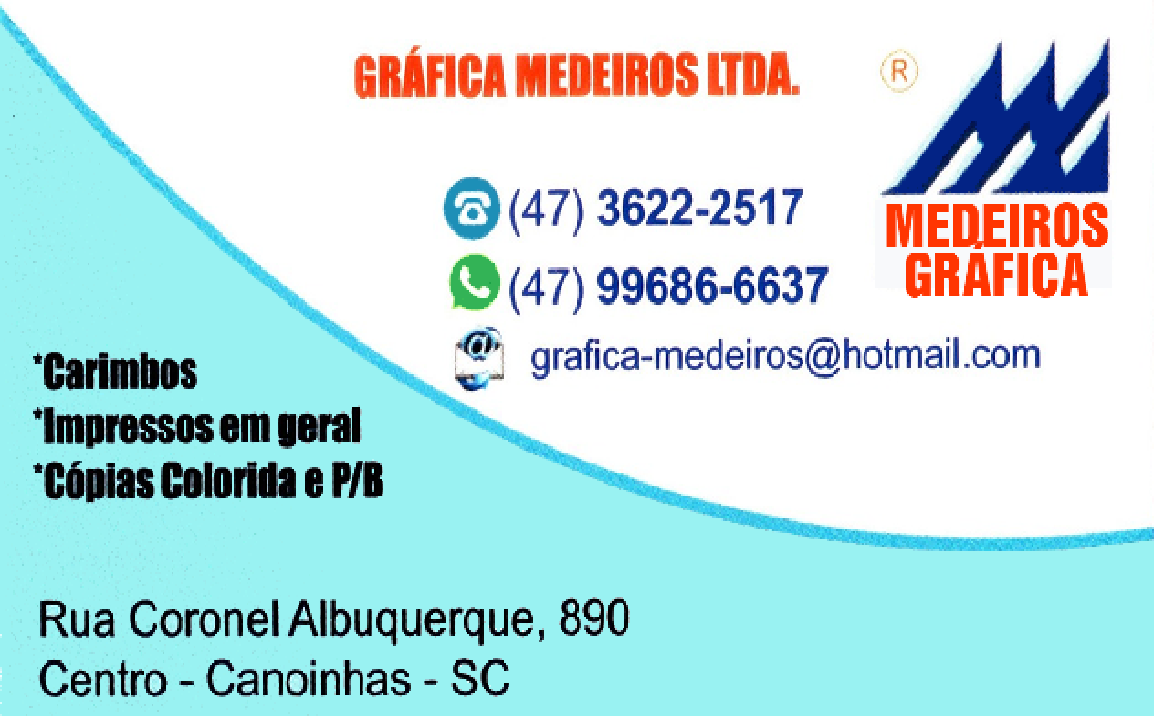 GRÁFICA MEDEIROS LTDA.
®
(47) 3622-2517
(47) 99686-6637
grafica-medeiros@hotmail.com
MEDEIROS
GRÁFICA
*Carimbos
*Impressos em geral
*Cópias Colorida e P/B
Rua Coronel Albuquerque, 890
Centro - Canoinhas - SC